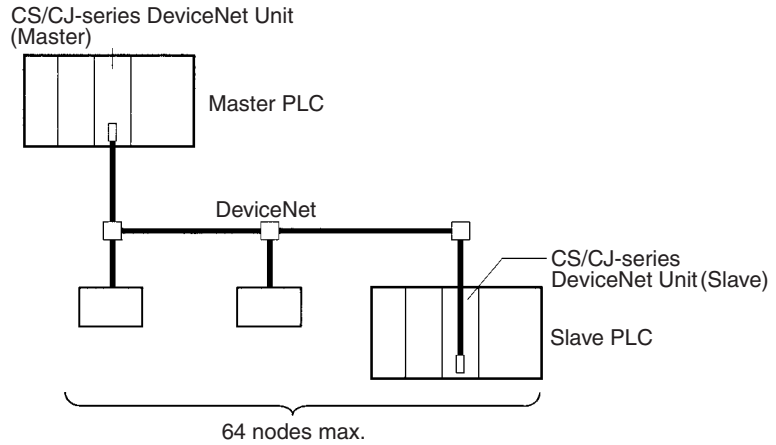 CS/CJ-series DeviceNet Unit
(Master)
Master PLC
DeviceNet
CS/CJ-series
DeviceNet Unit (Slave)
Slave PLC
64 nodes max.